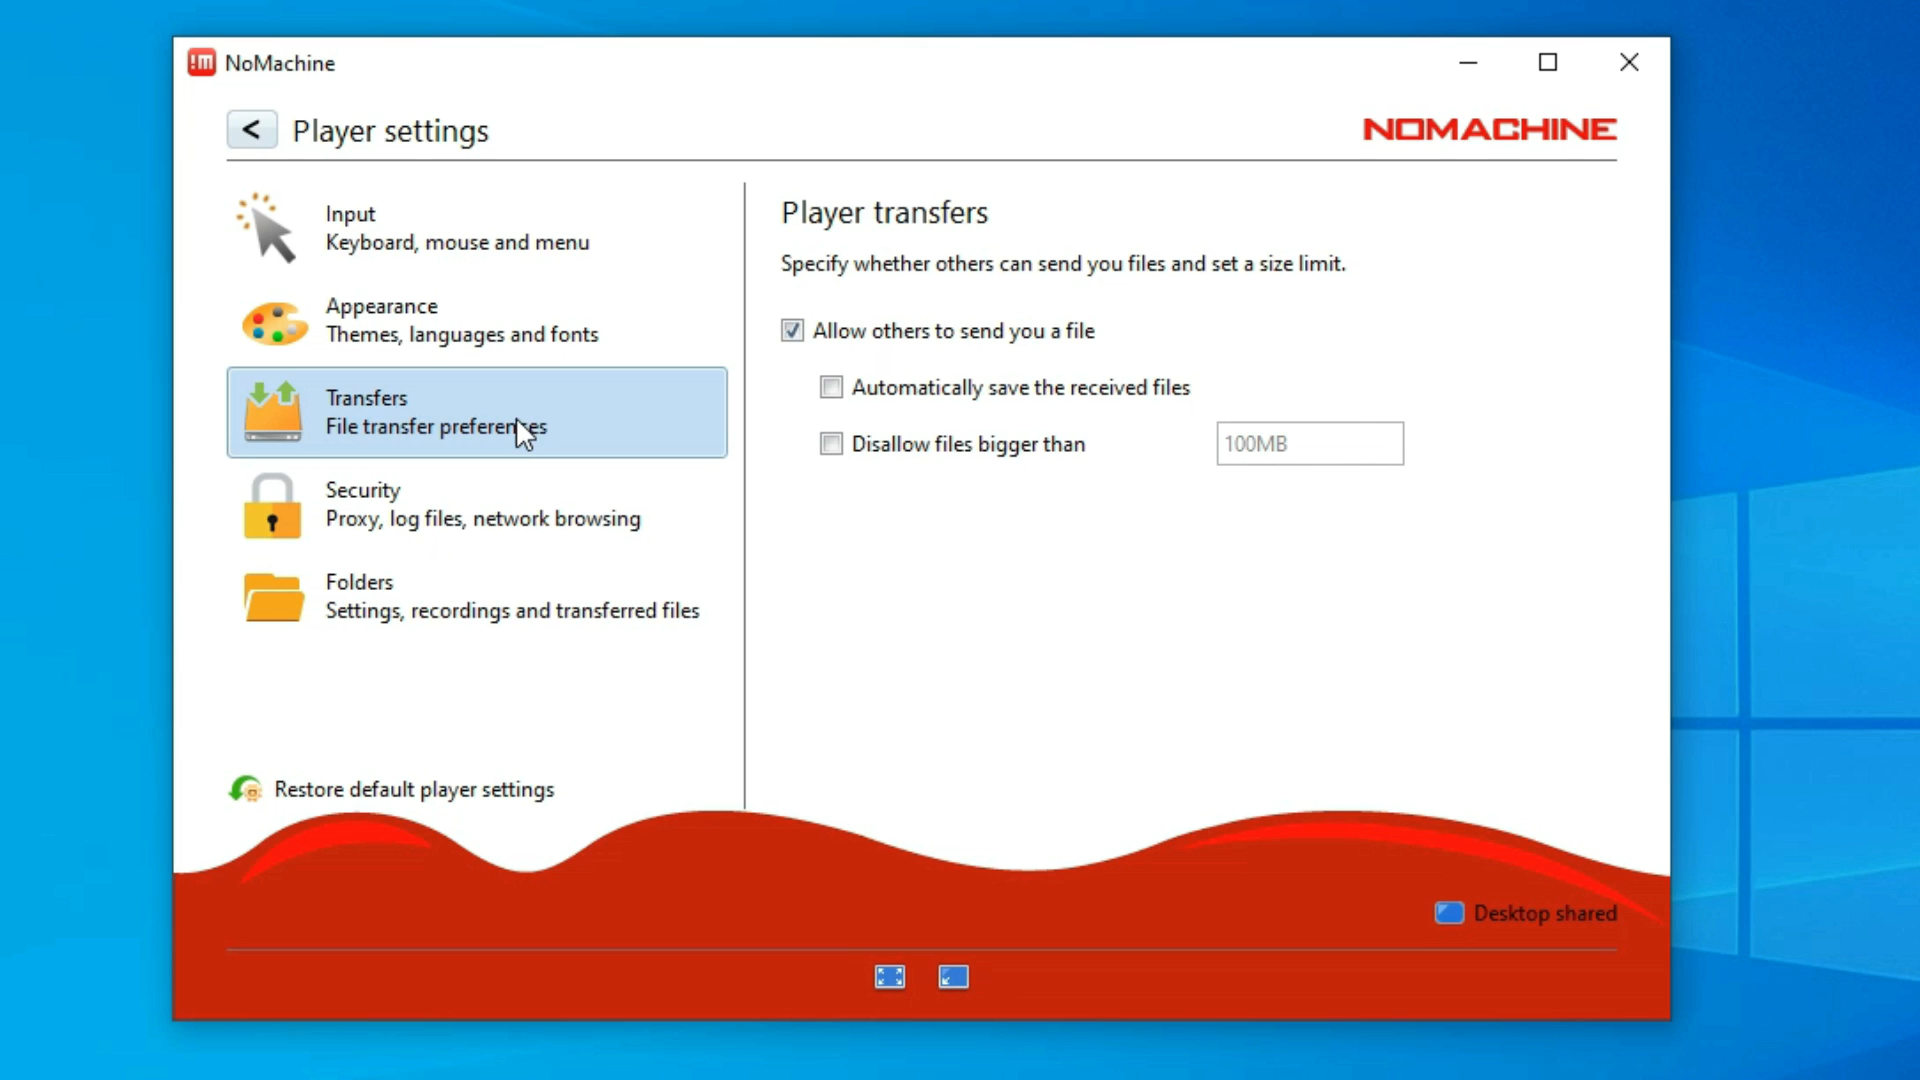 NoMachine
< Player settings
NOMACHINE
Input
Keyboard, mouse and menu
Appearance
Themes, languages and fonts
Transfers
File transfer preferences
Security
Proxy, log files, network browsing
Folders
Settings, recordings and transferred files
Restore default player settings
Player transfers
Specify whether others can send you files and set a size limit.
Allow others to send you a file
Automatically save the received files
Disallow files bigger than
100MB
Desktop shared